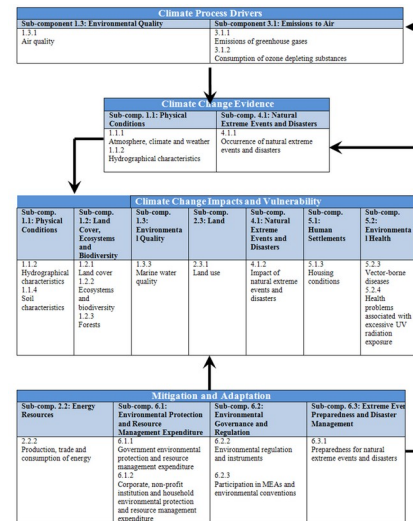 Climate Process Drivers
Sub-component 1.3: Environmental Quality
1.3.1
Air quality
Sub-component 3.1: Emissions to Air
3.1.1
Emissions of greenhouse gases
3.1.2
Consumption of ozone depleting substances
Climate Change Evidence
Sub-comp. 1.1: Physical
Conditions
1.1.1
Atmosphere, climate and weather
1.1.2
Hydrographical characteristics
Sub-comp. 4.1: Natural
Extreme Events and Disasters
4.1.1
Occurrence of natural extreme
events and disasters
Climate Change Impacts and Vulnerability
Sub-comp.
1.1: Physical
Conditions
1.1.2
Hydrographical
characteristics
1.1.4
Soil
characteristics
Sub-comp.
1.2: Land
Cover,
Ecosystems
and
Biodiversity
1.2.1
Land cover
1.2.2
Ecosystems
and
biodiversity
1.2.3
Forests
Sub-comp.
1.3:
Environmenta
l Quality
1.3.3
Marine water
quality
Sub-comp.
2.3: Land
2.3.1
Land use
Sub-comp.
4.1: Natural
Extreme
Events and
Disasters
4.1.2
Impact of
natural extreme
events and
disasters
Sub-comp.
5.1:
Human
Settlements
5.1.3
Housing
conditions
Sub-comp.
5.2:
Environmenta
l Health
5.2.3
Vector-borne
diseases
5.2.4
Health
problems
associated with
excessive UV
radiation
exposure
Mitigation and Adaptation
Sub-comp. 2.2: Energy
Resources
2.2.2
Production, trade and
consumption of energy
Sub-comp. 6.1:
Environmental Protection
and Resource
Management Expenditure
6.1.1
Government environmental
protection and resource
management expenditure
6.1.2
Corporate, non-profit
institution and household
environmental protection
and resource management
expenditure
Sub-comp. 6.2:
Environmental
Governance and
Regulation
6.2.2
Environmental regulation
and instruments
6.2.3
Participation in MEAs and
environmental conventions
Sub-comp. 6.3: Extreme Even
Preparedness and Disaster
Management
6.3.1
Preparedness for natural
extreme events and disasters